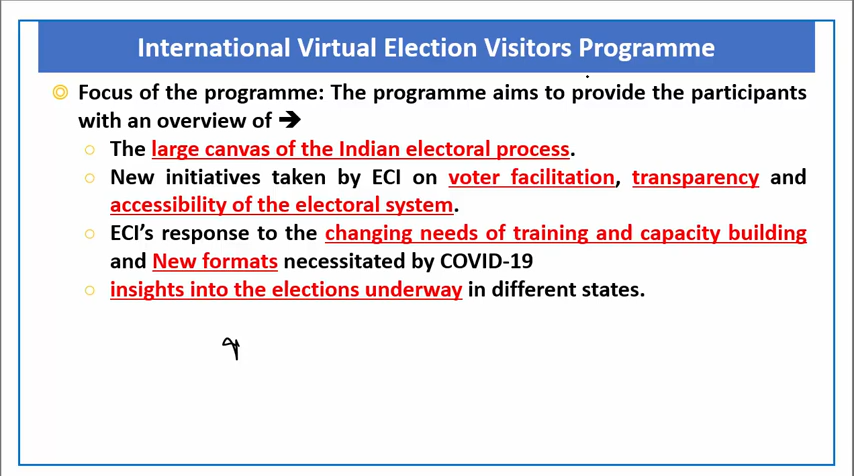 International Virtual Election Visitors Programme
Focus of the programme: The programme aims to provide the participants
with an overview of ➔
The large canvas of the Indian electoral process.
New initiatives taken by ECI on voter facilitation, transparency and
accessibility of the electoral system.
ECI’s response to the changing needs of training and capacity building
and New formats necessitated by COVID-19
insights into the elections underway in different states.